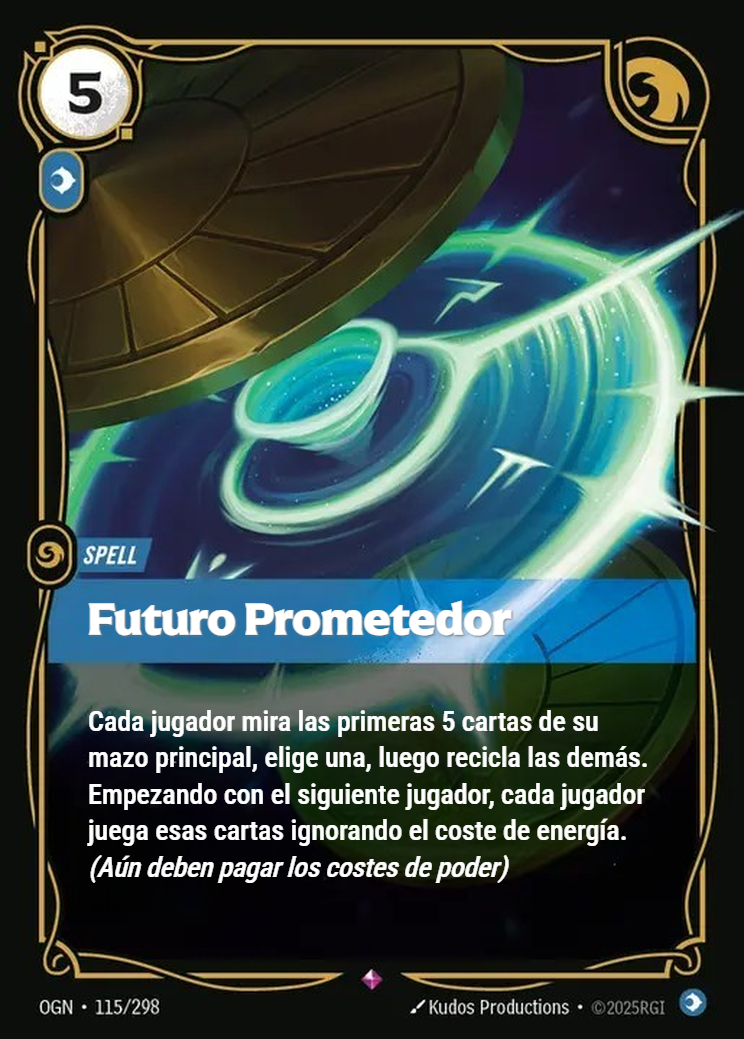 5
SPELL
Futuro Prometedor
Cada jugador mira las primeras 5 cartas de su
mazo principal, elige una, luego recicla las demás.
Empezando con el siguiente jugador, cada jugador
juega esas cartas ignorando el coste de energía.
(Aún deben pagar los costes de poder)
OGN • 115/298
Kudos Productions • ©2025RGI